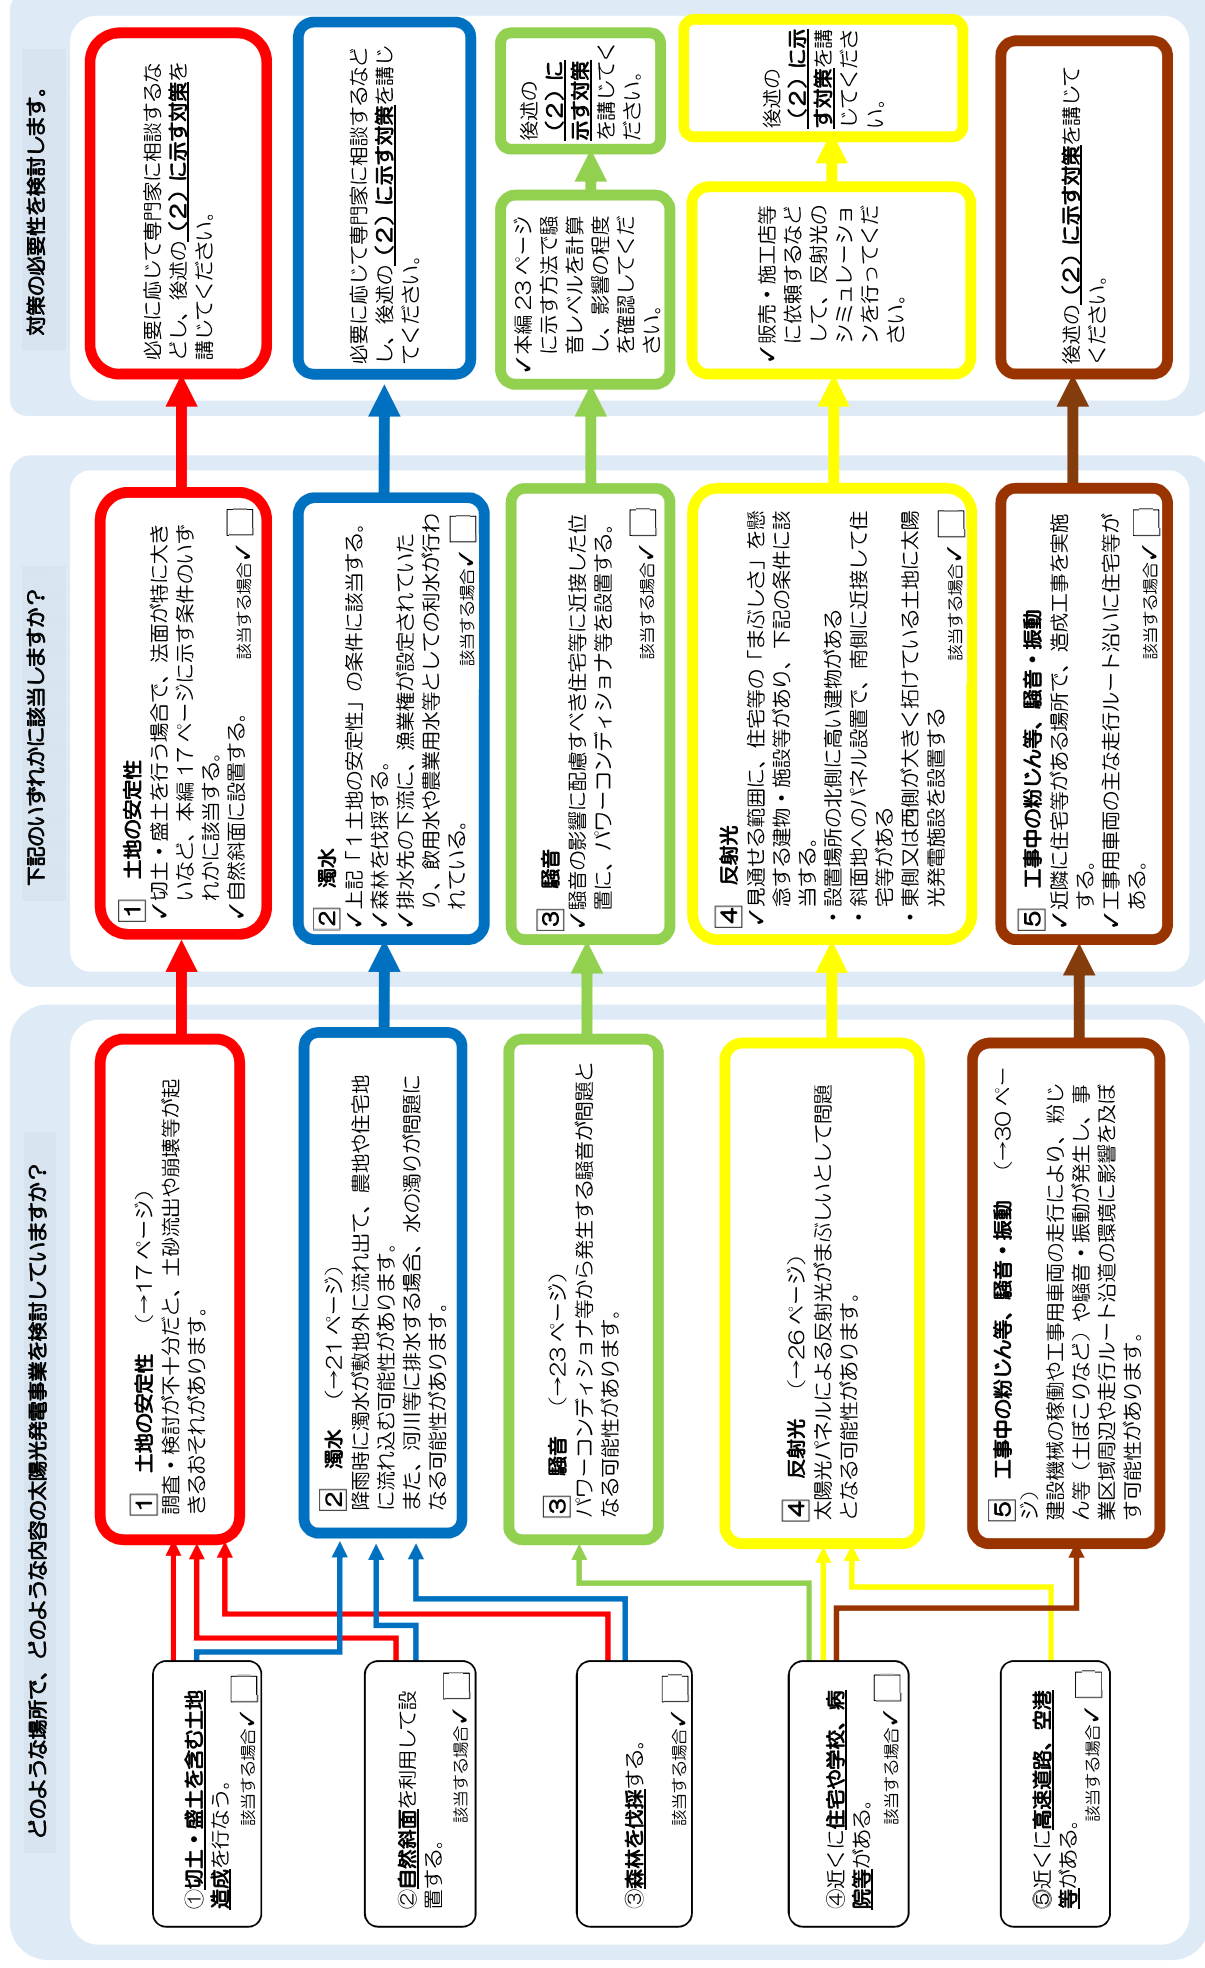 どのような場所で、どのような内容の太陽光発電事業を検討していますか？
①切土・盛土を含む土地
造成を行なう。
該当する場合✓
②自然斜面を利用して設
置する。
該当する場合✓
③森林を伐採する。
該当する場合✓
④近くに住宅や学校、病
院等がある。
該当する場合✓
⑤近くに高速道路、空港
等がある。
該当する場合✓
1 土地の安定性　（→17ページ）
調査・検討が不十分だと、土砂流出や崩壊等が起
きるおそれがあります。
2 濁水　（→21ページ）
降雨時に濁水が敷地外に流れ出て、農地や住宅地
に流れ込む可能性があります。
また、河川等に排水する場合、水の濁りが問題に
なる可能性があります。
3 騒音　（→23ページ）
パワーコンディショナ等から発生する騒音が問題と
なる可能性があります。
4 反射光　（→26ページ）
太陽光パネルによる反射光がまぶしいとして問題
となる可能性があります。
5 工事中の粉じん等、騒音・振動　（→30ペー
ジ）
建設機械の稼働や工事用車両の走行により、粉じ
ん等（土ぼこりなど）や騒音・振動が発生し、事
業区域周辺や走行ルート沿道の環境に影響を及ぼ
す可能性があります。
下記のいずれかに該当しますか？
1 土地の安定性
✓切土・盛土を行う場合で、法面が特に大き
いなど、本編17ページに示す条件のいず
れかに該当する。
✓自然斜面に設置する。
該当する場合✓
2 濁水
✓上記「1土地の安定性」の条件に該当する。
✓森林を伐採する。
✓排水先の下流に、漁業権が設定されていた
り、飲用水や農業用水等としての利水が行わ
れている。
該当する場合✓
3 騒音
✓騒音の影響に配慮すべき住宅等に近接した位
置に、パワーコンディショナ等を設置する。
該当する場合✓
4 反射光
✓見通せる範囲に、住宅等の「まぶしさ」を懸
念する建物・施設等があり、下記の条件に該
当する。
・設置場所の北側に高い建物がある
・斜面地へのパネル設置で、南側に近接して住
宅等がある
・東側又は西側が大きく拓けている土地に太陽
光発電施設を設置する
該当する場合✓
5 工事中の粉じん等、騒音・振動
✓近隣に住宅等がある場所で、造成工事を実施
する。
✓工事用車両の主な走行ルート沿いに住宅等が
ある。
該当する場合✓
対策の必要性を検討します。
必要に応じて専門家に相談するな
どし、後述の（2）に示す対策を
講じてください。
必要に応じて専門家に相談するなど
し、後述の（2）に示す対策を講じ
てください。
✓本編23ページ
に示す方法で騒
音レベルを計算
し、影響の程度
を確認してくだ
さい。
後述の
（2）に
示す対策
を講じてく
ださい。
✓販売・施工店等
に依頼するなど
して、反射光の
シミュレーショ
ンを行ってくだ
さい。
後述の
（2）に示
す対策を講
じてくださ
い。
後述の（2）に示す対策を講じて
ください。